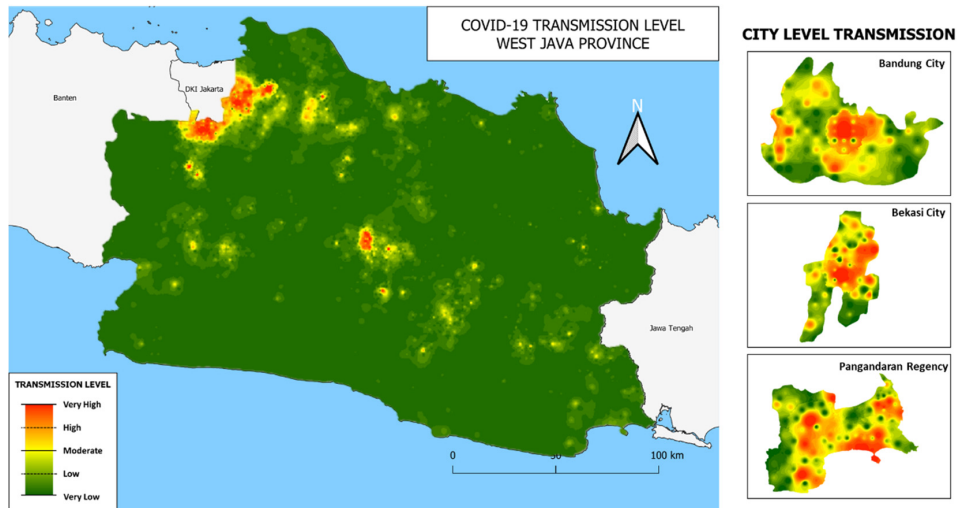 COVID-19 TRANSMISSION LEVEL
WEST JAVA PROVINCE
CITY LEVEL TRANSMISSION
Bandung City
DKI Jakarta
Banten
N
Bekasi City
Jawa Tengah
Pangandaran Regency
TRANSMISSION LEVEL
Very High
High
Moderate
Low
Very Low
0 50 100 km